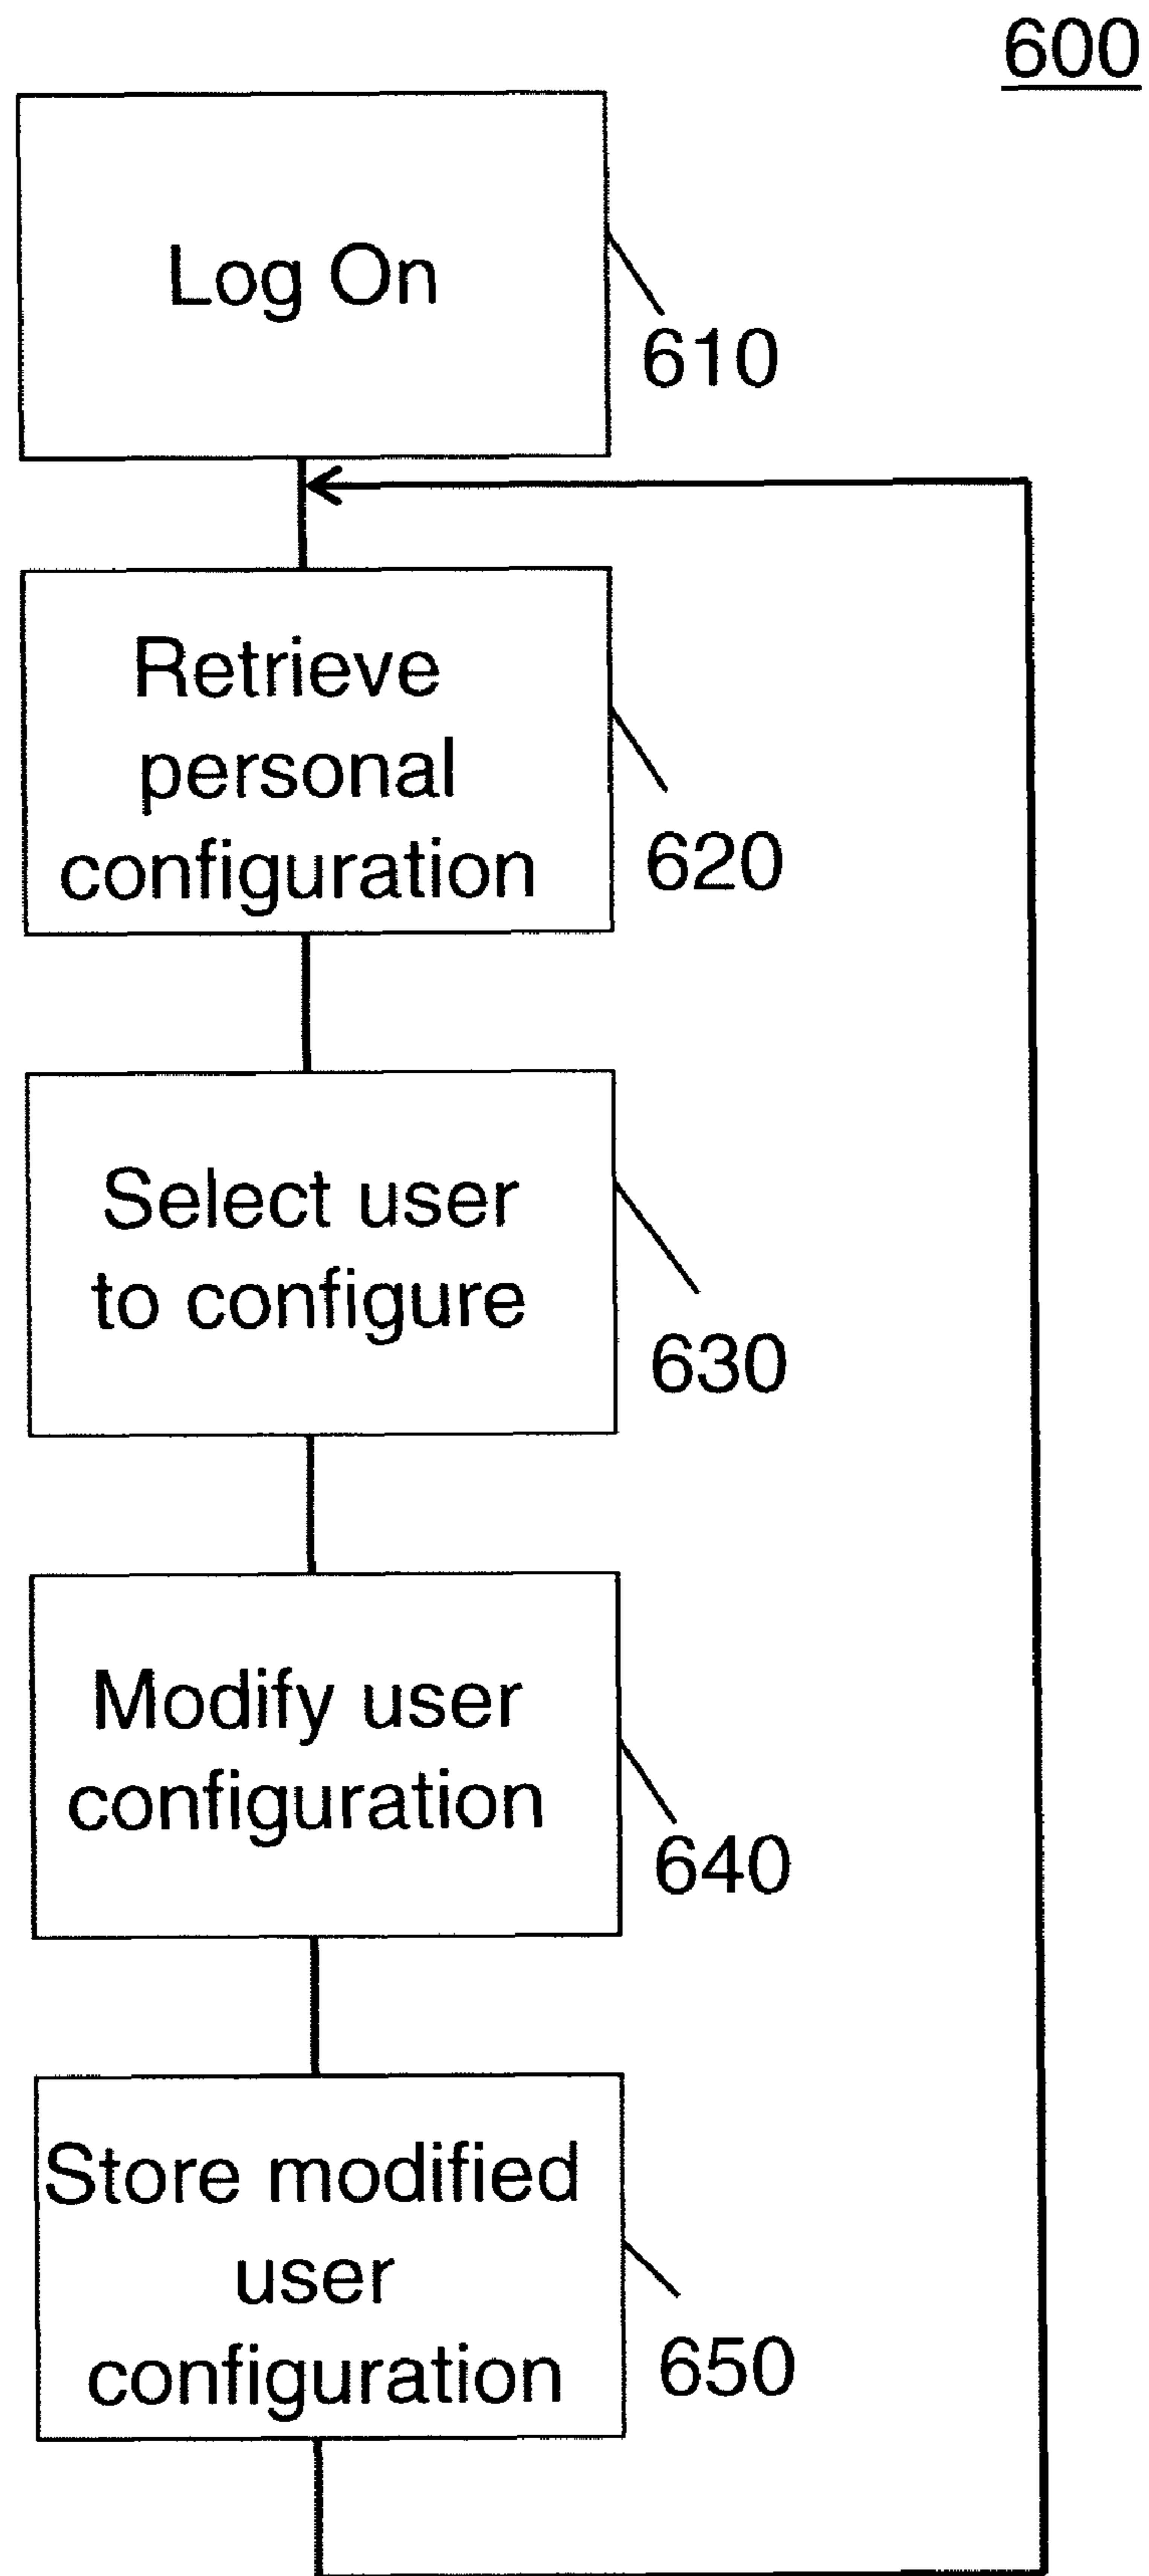 600
Log On
610
Retrieve
personal
configuration
620
Select user
to configure
630
Modify user
configuration
640
Store modified
user
configuration
650